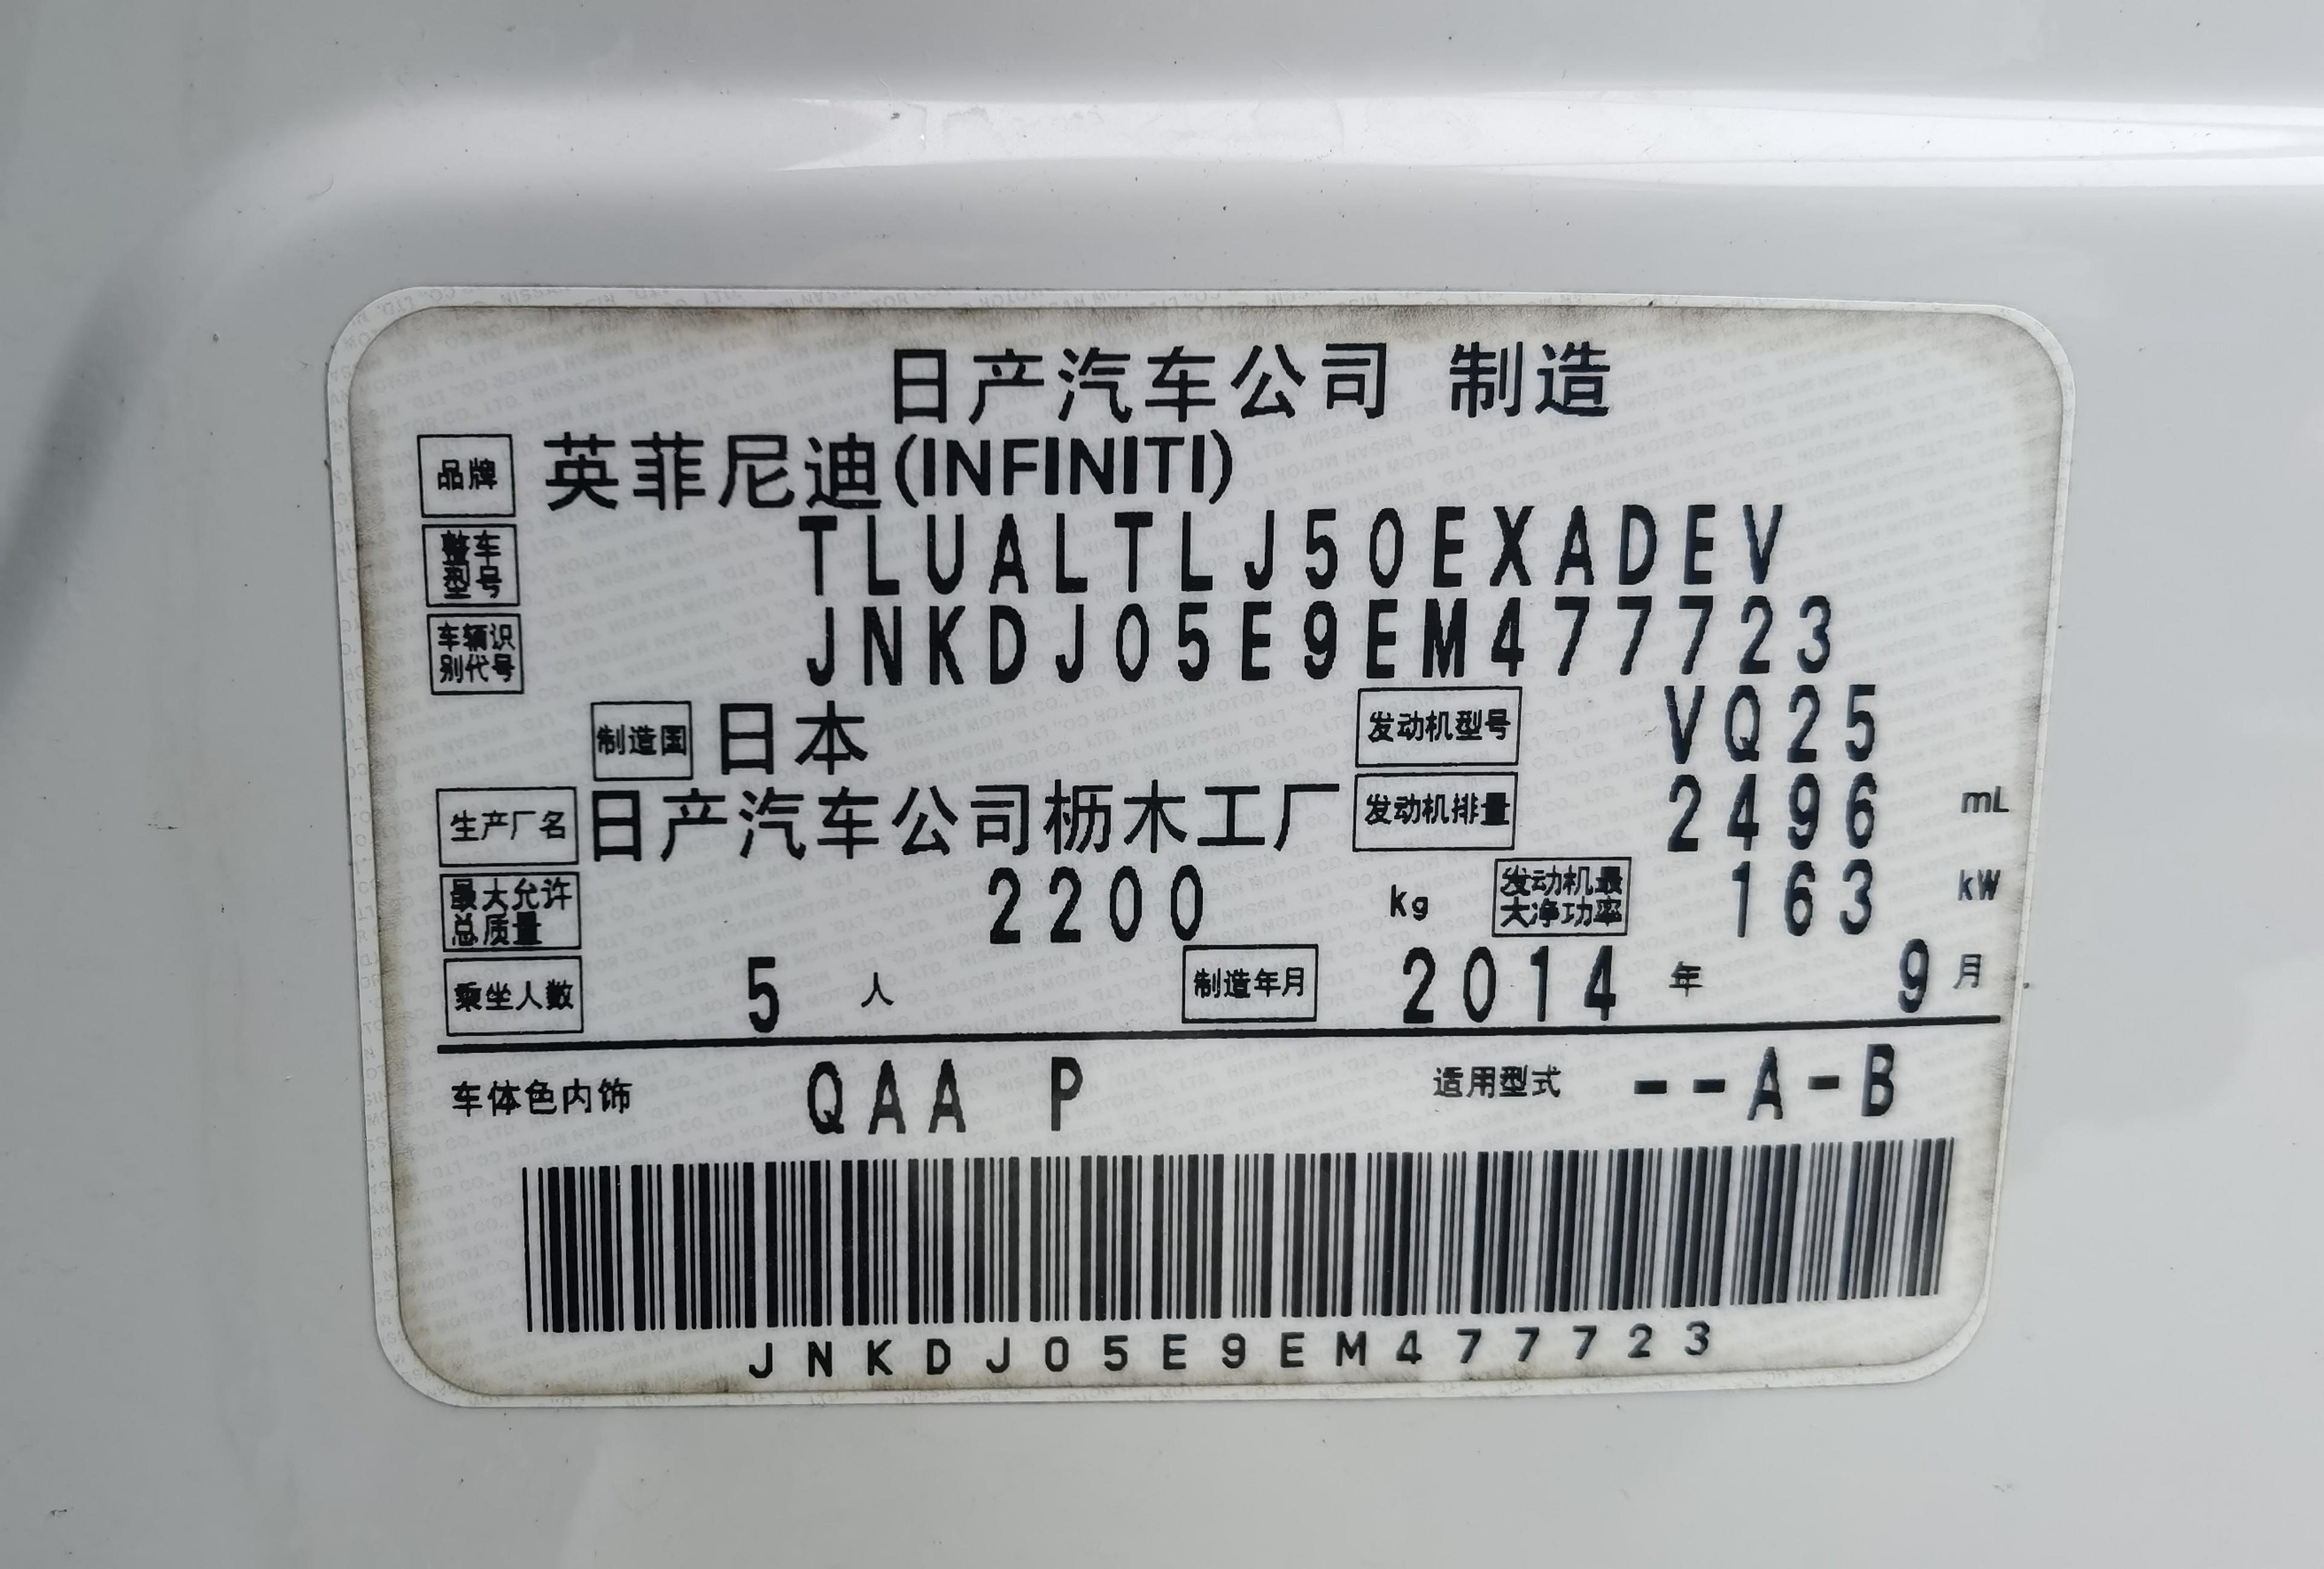 日产汽车公司 制造
品牌 英菲尼迪(INFINITI)
整车型号 TLUALTLJ50EXADEV
车辆识别代号 JNKDJ05E9EM477723
制造国 日本 发动机型号 VQ25
生产厂名 日产汽车公司枥木工厂 发动机排量 2496 mL
最大允许总质量 2200 kg 发动机最大净功率 163 kW
乘坐人数 5 人 制造年月 2014 年 9 月
车体色内饰 QAA P 适用型式 --A-B
JNKDJ05E9EM477723